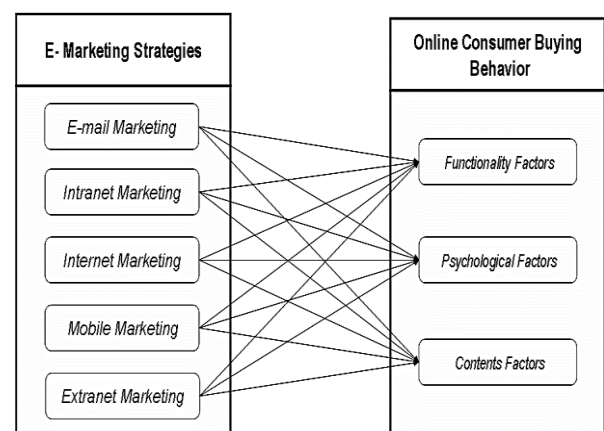 E- Marketing Strategies
E-mail Marketing
Intranet Marketing
Internet Marketing
Mobile Marketing
Extranet Marketing
Online Consumer Buying
Behavior
Functionality Factors
Psychological Factors
Contents Factors